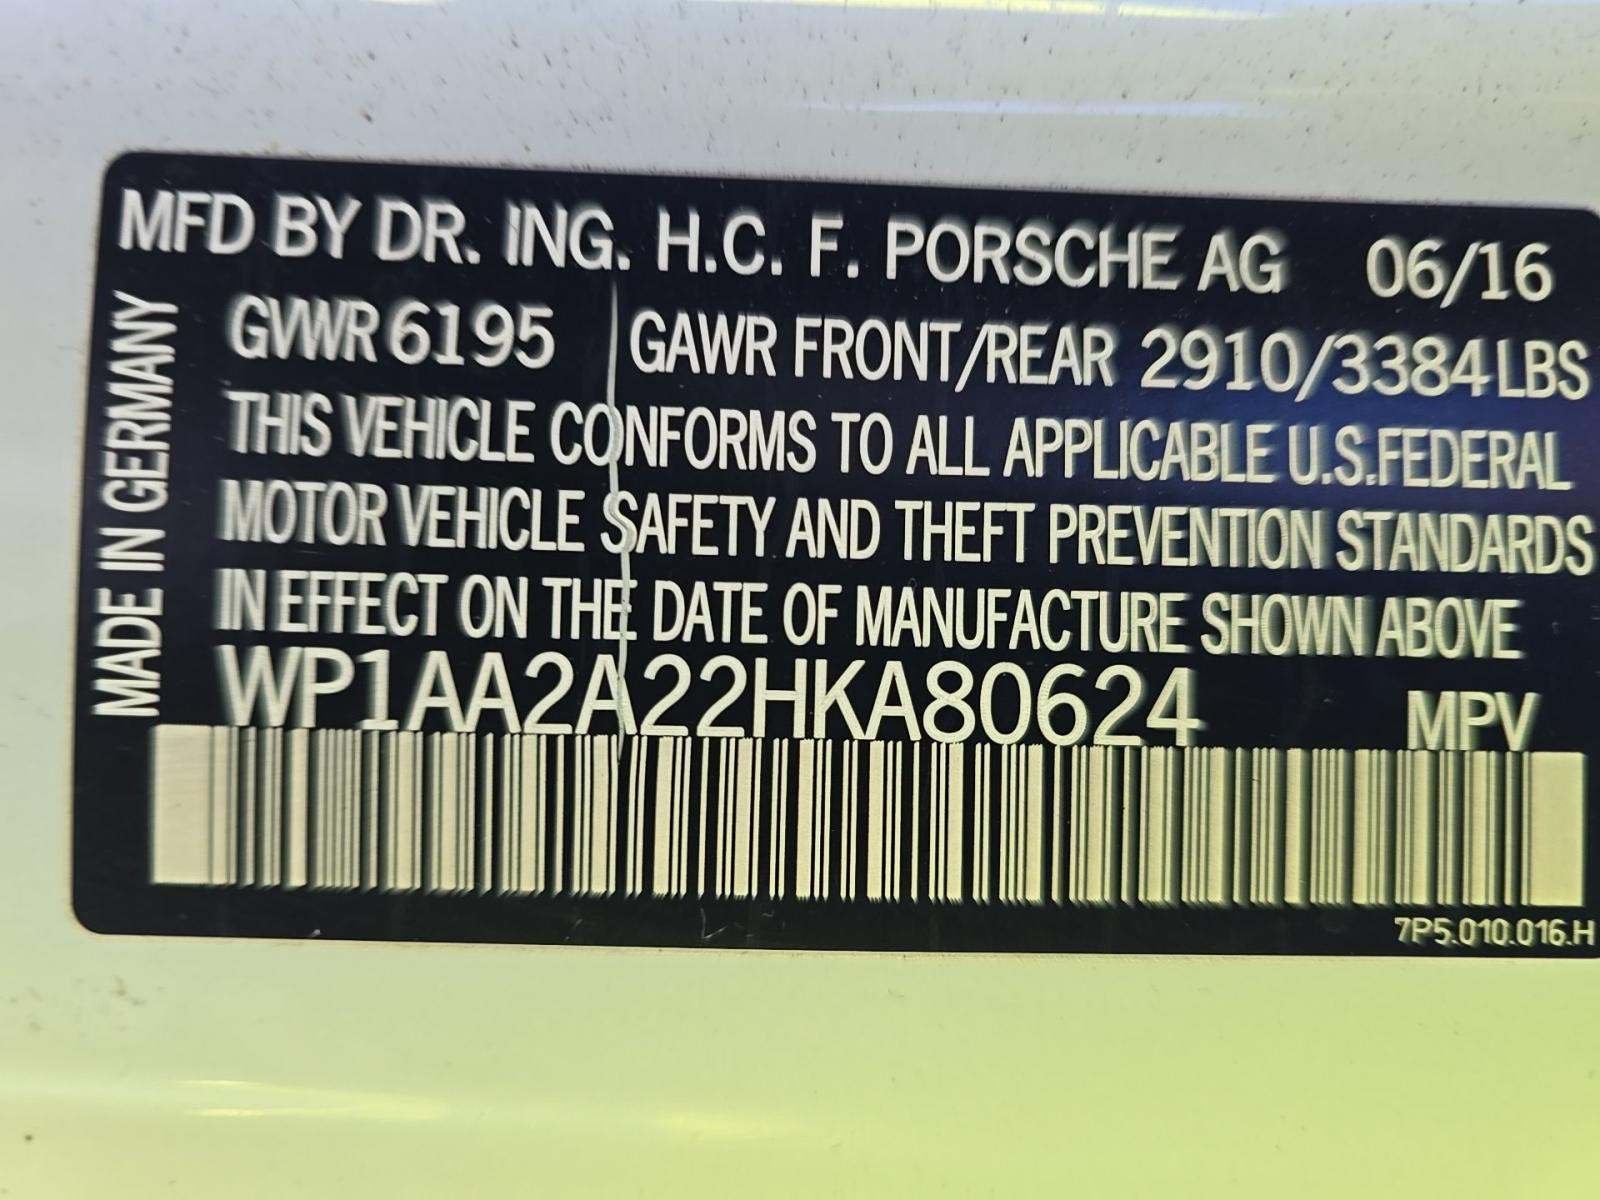 MFD BY DR. ING. H.C. F. PORSCHE AG 06/16
GVWR 6195 GAWR FRONT/REAR 2910/3384LBS
THIS VEHICLE CONFORMS TO ALL APPLICABLE U.S.FEDERAL
MOTOR VEHICLE SAFETY AND THEFT PREVENTION STANDARDS
IN EFFECT ON THE DATE OF MANUFACTURE SHOWN ABOVE
WP1AA2A22HKA80624 MPV
MADE IN GERMANY
7P5.010.016.H